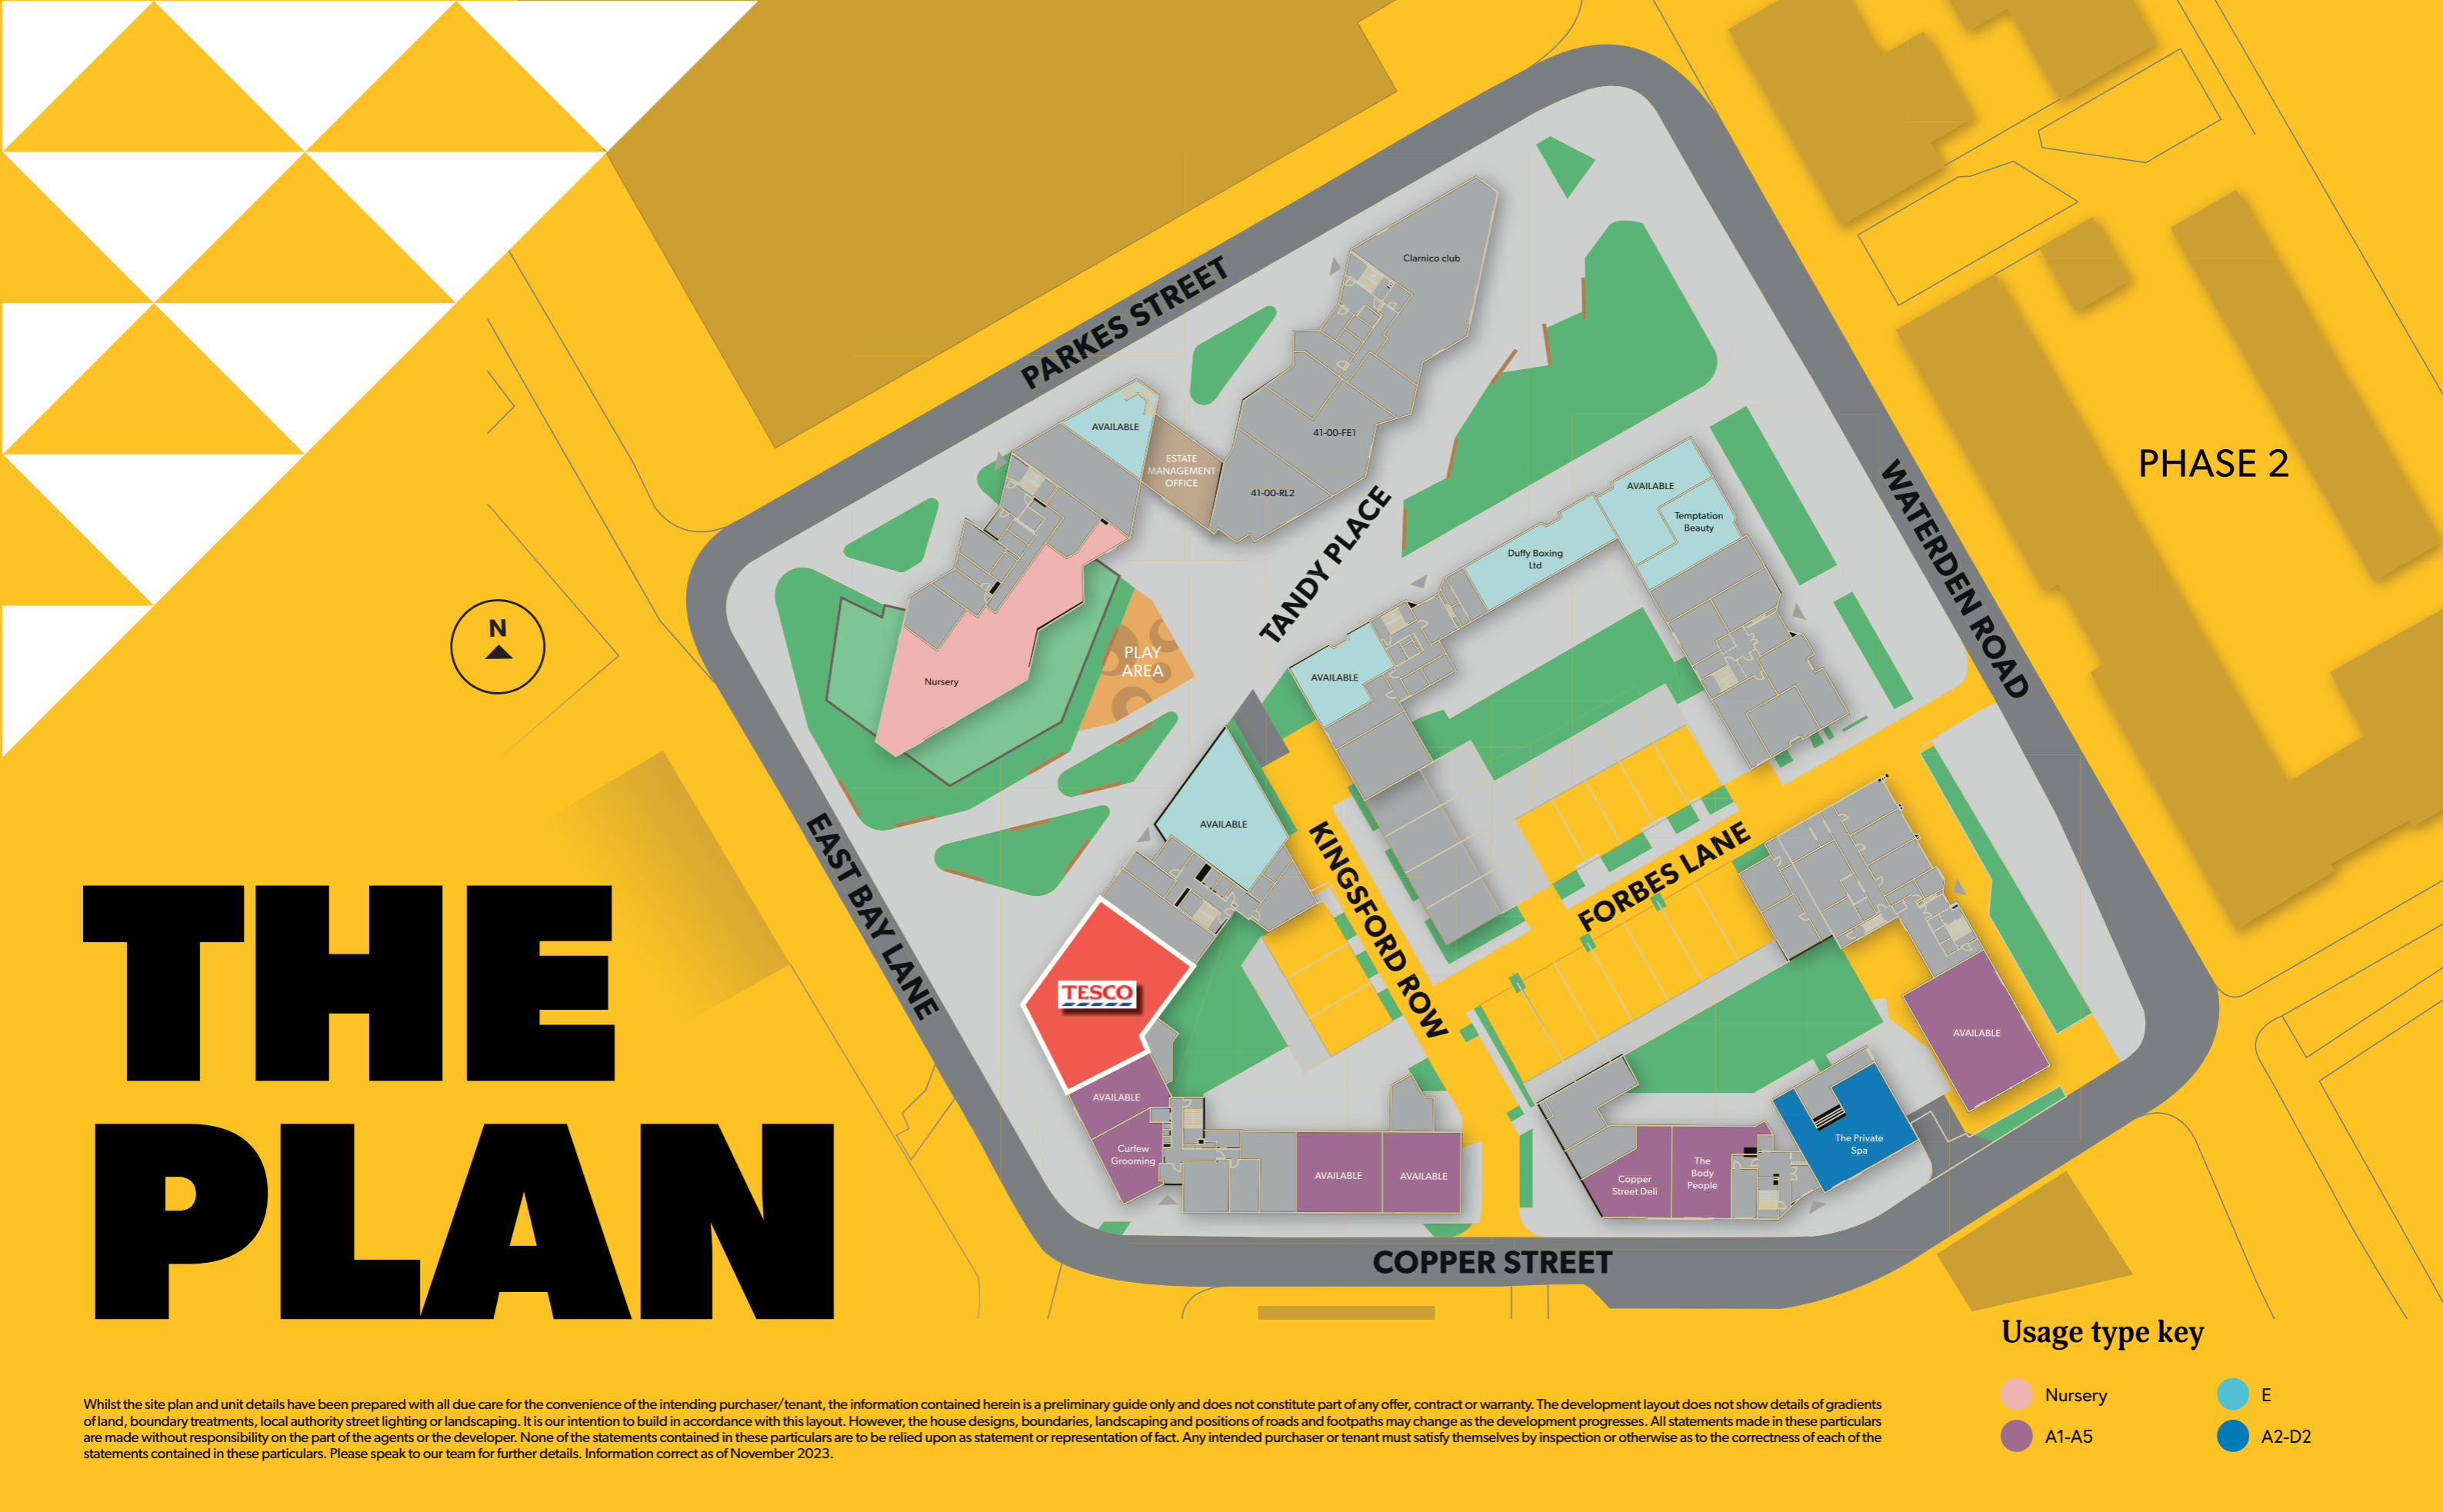 PARKES STREET
Clarnico club
AVAILABLE
ESTATE
MANAGEMENT
OFFICE
41-00-FE1
41-00-RL2
TANDY PLACE
AVAILABLE
Temptation
Beauty
Duffy Boxing
Ltd
WATERDEN ROAD
PHASE 2
N
Nursery
PLAY
AREA
AVAILABLE
AVAILABLE
EAST BAY LANE
KINGSFORD ROW
FORBES LANE
TESCO
AVAILABLE
AVAILABLE
Curfew
Grooming
AVAILABLE
AVAILABLE
Copper
Street Deli
The
Body
People
The Private
Spa
COPPER STREET
THE
PLAN
Usage type key
Nursery
E
A1-A5
A2-D2
Whilst the site plan and unit details have been prepared with all due care for the convenience of the intending purchaser/tenant, the information contained herein is a preliminary guide only and does not constitute part of any offer, contract or warranty. The development layout does not show details of gradients
of land, boundary treatments, local authority street lighting or landscaping. It is our intention to build in accordance with this layout. However, the house designs, boundaries, landscaping and positions of roads and footpaths may change as the development progresses. All statements made in these particulars
are made without responsibility on the part of the agents or the developer. None of the statements contained in these particulars are to be relied upon as statement or representation of fact. Any intended purchaser or tenant must satisfy themselves by inspection or otherwise as to the correctness of each of the
statements contained in these particulars. Please speak to our team for further details. Information correct as of November 2023.